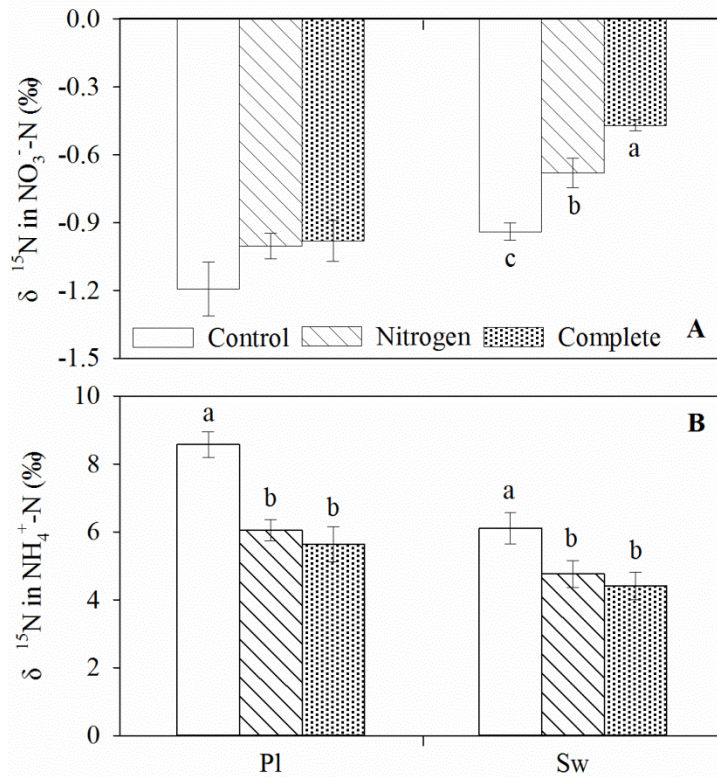 0.0
-0.3
-0.6
-0.9
-1.2
-1.5
δ ¹⁵N in NO₃⁻-N (‰)
a
b
c
Control Nitrogen Complete
A
10
8
6
4
2
0
δ ¹⁵N in NH₄⁺-N (‰)
B
a
b b
a
b b
Pl Sw